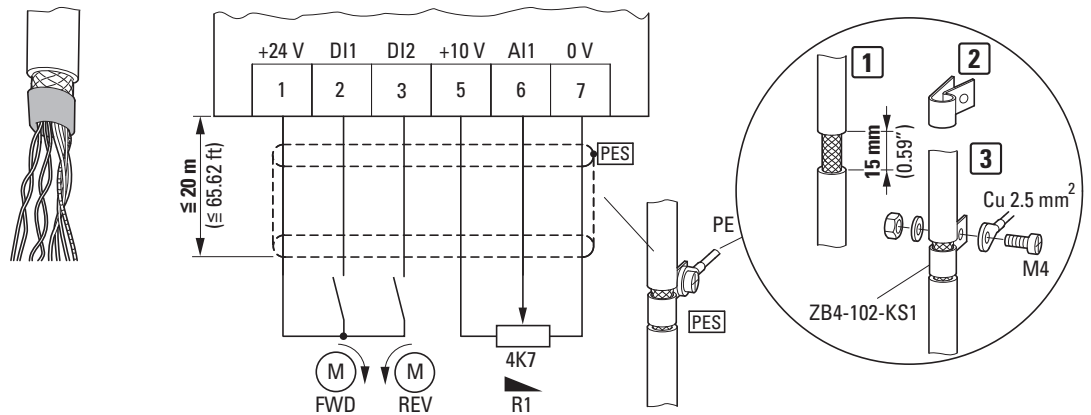 +24 V DI1 DI2 +10 V AI1 0 V
1 2 3 5 6 7
≦ 20 m
(≦ 65.62 ft)
PES
4K7
R1
M
FWD
M
REV
PE
PES
1
2
15 mm
(0.59″)
3
Cu 2.5 mm²
M4
ZB4-102-KS1